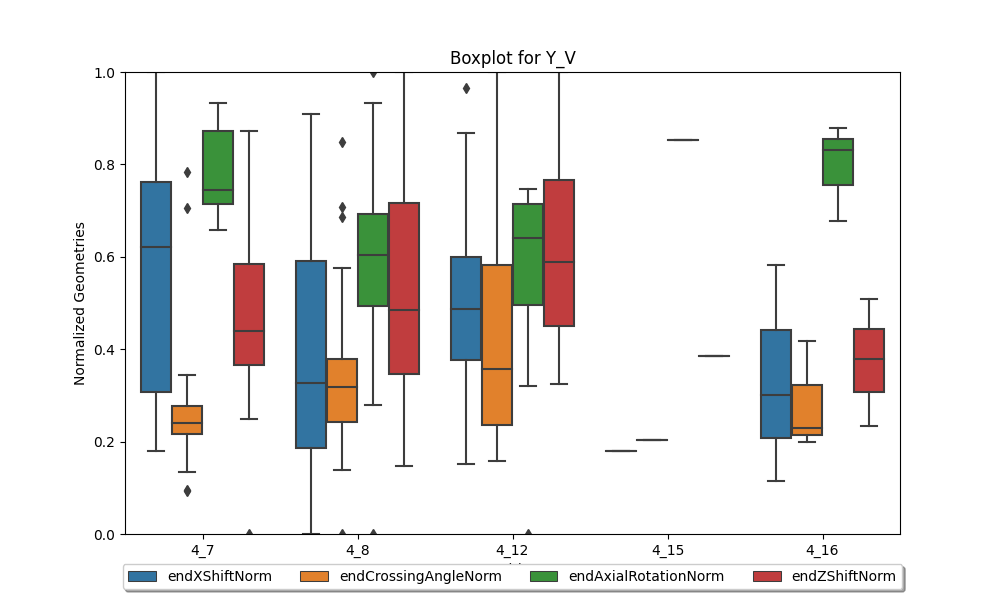 Boxplot for Y_V
Normalized Geometries
1.0
0.8
0.6
0.4
0.2
0.0
4_7 4_8 4_12 4_15 4_16
endXShiftNorm endCrossingAngleNorm endAxialRotationNorm endZShiftNorm